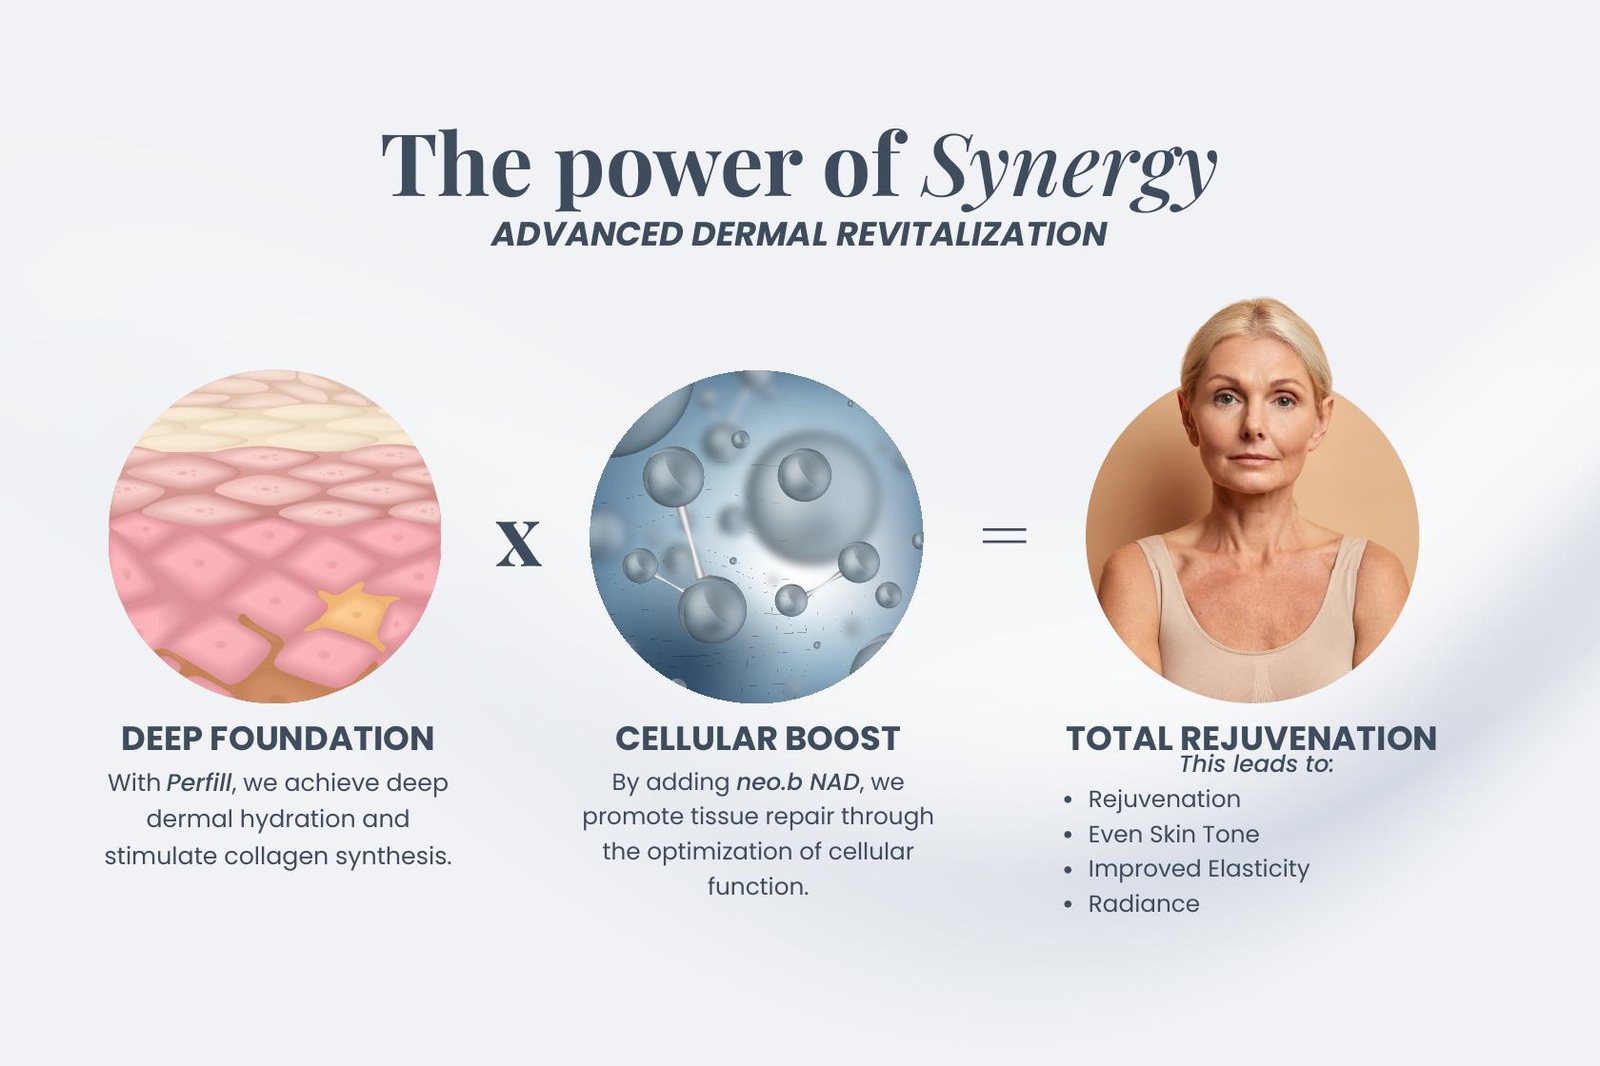 The power of Synergy
ADVANCED DERMAL REVITALIZATION
x
=
DEEP FOUNDATION
With Perfill, we achieve deep
dermal hydration and
stimulate collagen synthesis.
CELLULAR BOOST
By adding neo.b NAD, we
promote tissue repair through
the optimization of cellular
function.
TOTAL REJUVENATION
This leads to:
• Rejuvenation
• Even Skin Tone
• Improved Elasticity
• Radiance